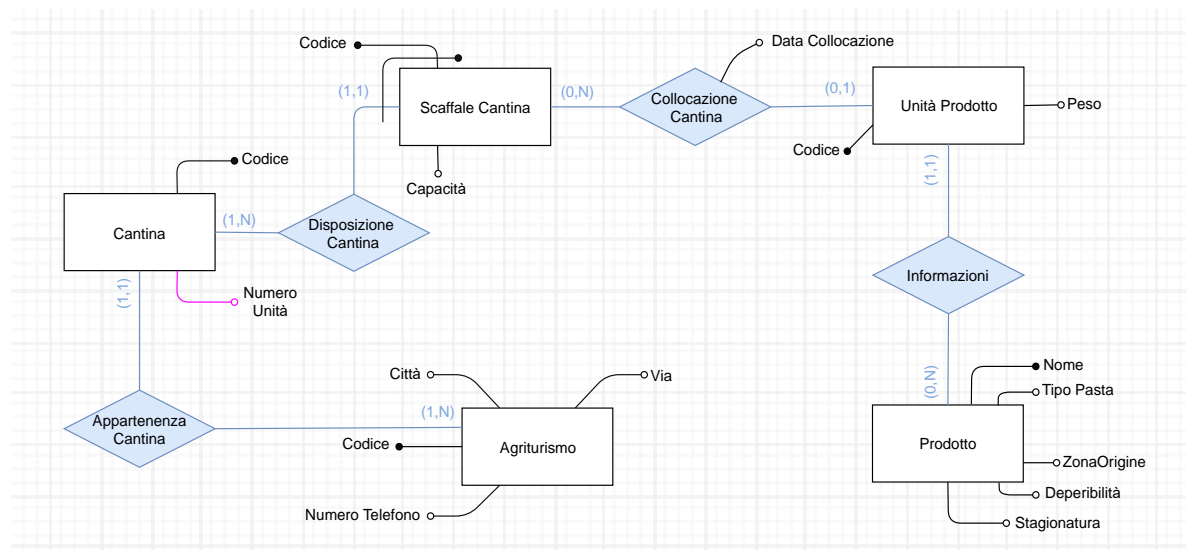 Codice
Data Collocazione
(1,1)
Scaffale Cantina
(0,N)
Collocazione
Cantina
(0,1)
Unità Prodotto
Peso
Codice
Codice
(1,1)
Capacità
Cantina
(1,N)
Disposizione
Cantina
Informazioni
(1,1)
Numero
Unità
Nome
Città
Via
(0,N)
Tipo Pasta
Appartenenza
Cantina
(1,N)
Codice
Agriturismo
Prodotto
ZonaOrigine
Deperibilità
Numero Telefono
Stagionatura